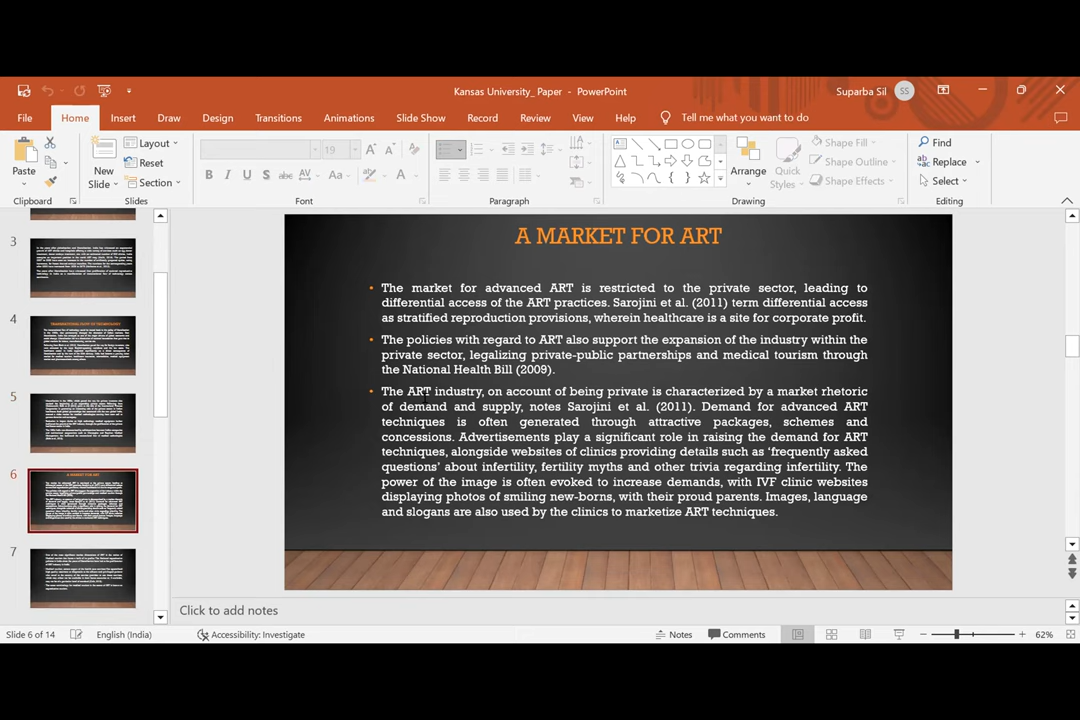 Kansas University_ Paper - PowerPoint
Suparba Sil
SS
File Home Insert Draw Design Transitions Animations Slide Show Record Review View Help Tell me what you want to do
Paste
New Slide
Layout
Reset
Section
19
B I U S abc AV Aa A
Arrange
Quick Styles
Shape Fill
Shape Outline
Shape Effects
Find
Replace
Select
Clipboard Slides Font Paragraph Drawing Editing
3
4
5
6
7
A MARKET FOR ART
• The market for advanced ART is restricted to the private sector, leading to
differential access of the ART practices. Sarojini et al. (2011) term differential access
as stratified reproduction provisions, wherein healthcare is a site for corporate profit.
• The policies with regard to ART also support the expansion of the industry within the
private sector, legalizing private-public partnerships and medical tourism through
the National Health Bill (2009).
• The ART industry, on account of being private is characterized by a market rhetoric
of demand and supply, notes Sarojini et al. (2011). Demand for advanced ART
techniques is often generated through attractive packages, schemes and
concessions. Advertisements play a significant role in raising the demand for ART
techniques, alongside websites of clinics providing details such as ‘frequently asked
questions’ about infertility, fertility myths and other trivia regarding infertility. The
power of the image is often evoked to increase demands, with IVF clinic websites
displaying photos of smiling new-borns, with their proud parents. Images, language
and slogans are also used by the clinics to marketize ART techniques.
Click to add notes
Slide 6 of 14 English (India) Accessibility: Investigate Notes Comments 62%